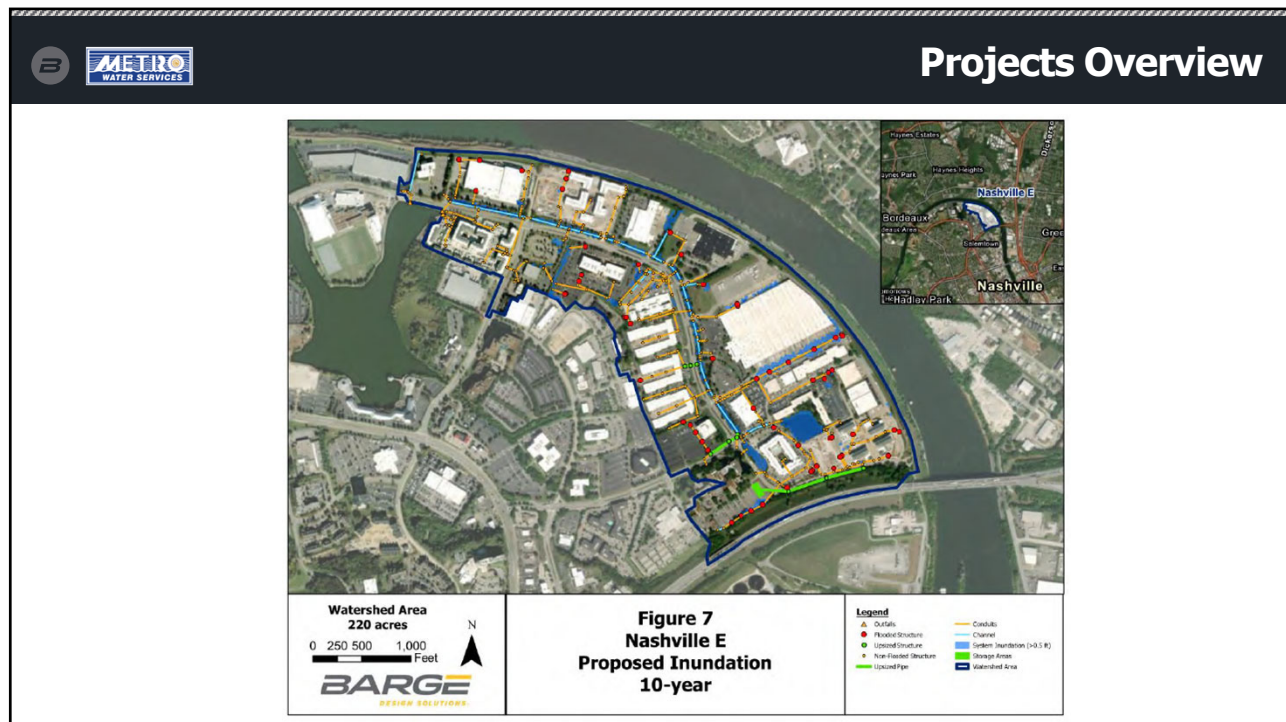 B
METRO
WATER SERVICES
Projects Overview
Haynes Estates
Haynes Heights
Nashville E
Bordeaux
Salemtown
Nashville
Hadley Park
Watershed Area
220 acres
N
0 250 500 1,000
Feet
BARGE
DESIGN SOLUTIONS
Figure 7
Nashville E
Proposed Inundation
10-year
Legend
Outfalls
Flooded Structure
Upsized Structure
Non-Flooded Structure
Upsized Pipe
Conduits
Channel
System Inundation (>0.5 ft)
Storage Areas
Watershed Area